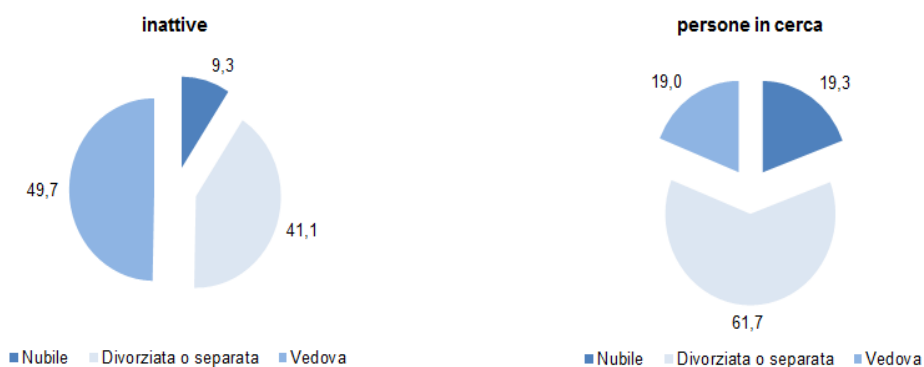 inattive
9,3
49,7
41,1
Nubile Divorziata o separata Vedova
persone in cerca
19,0
19,3
61,7
Nubile Divorziata o separata Vedova